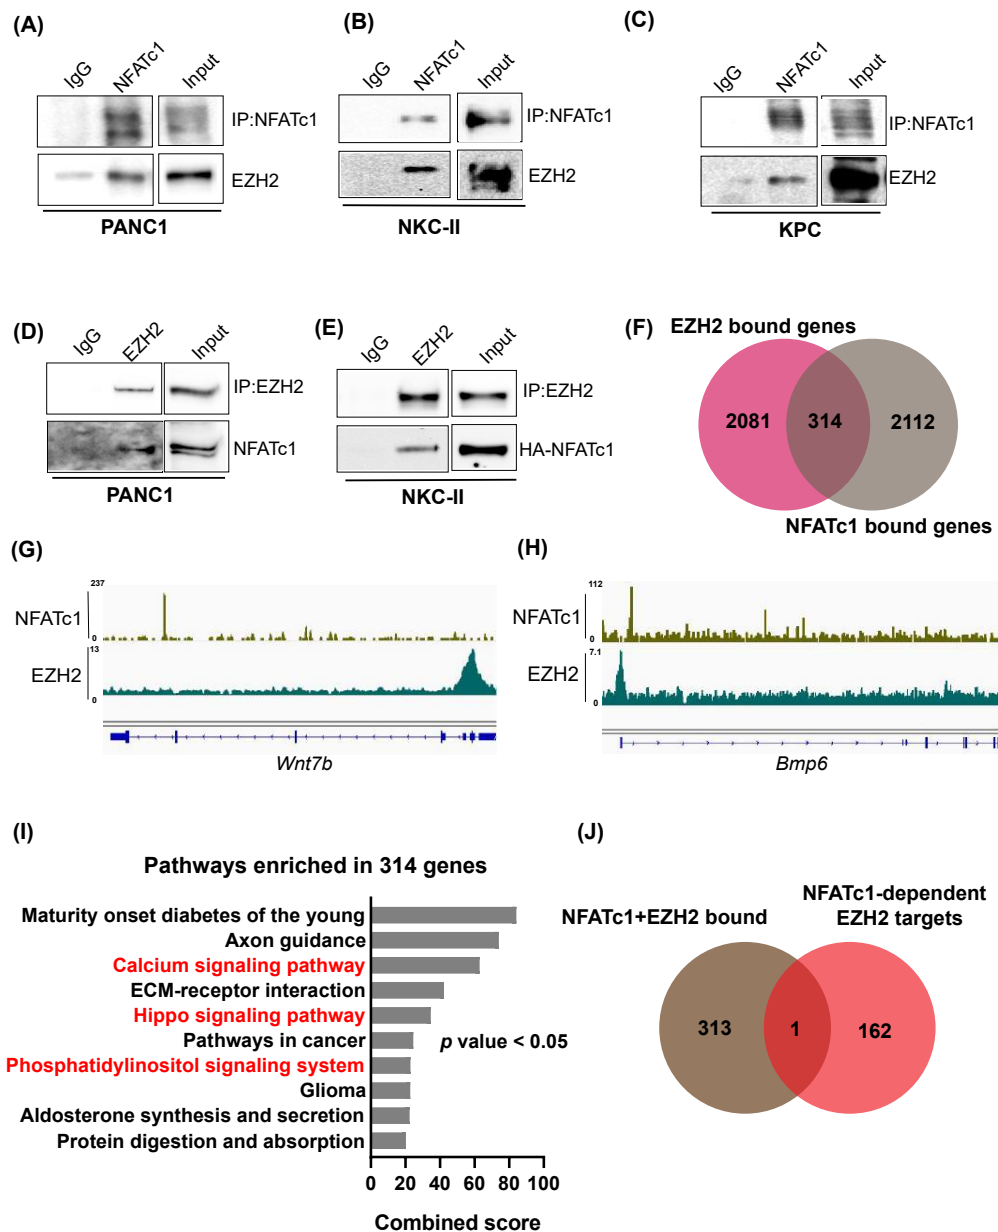 (A)
IgG
NFATc1
Input
IP:NFATc1
EZH2
PANC1
(B)
IgG
NFATc1
Input
IP:NFATc1
EZH2
NKC-II
(C)
IgG
NFATc1
Input
IP:NFATc1
EZH2
KPC
(D)
IgG
EZH2
Input
IP:EZH2
NFATc1
PANC1
(E)
IgG
EZH2
Input
IP:EZH2
HA-NFATc1
NKC-II
(F)
EZH2 bound genes
2081
314
2112
NFATc1 bound genes
(G)
237
NFATc1
0
13
EZH2
0
Wnt7b
(H)
112
NFATc1
0
7.1
EZH2
0
Bmp6
(I)
Pathways enriched in 314 genes
Maturity onset diabetes of the young
Axon guidance
Calcium signaling pathway
ECM-receptor interaction
Hippo signaling pathway
Pathways in cancer
p value < 0.05
Phosphatidylinositol signaling system
Glioma
Aldosterone synthesis and secretion
Protein digestion and absorption
0 20 40 60 80 100
Combined score
(J)
NFATc1+EZH2 bound
NFATc1-dependent
EZH2 targets
313
1
162